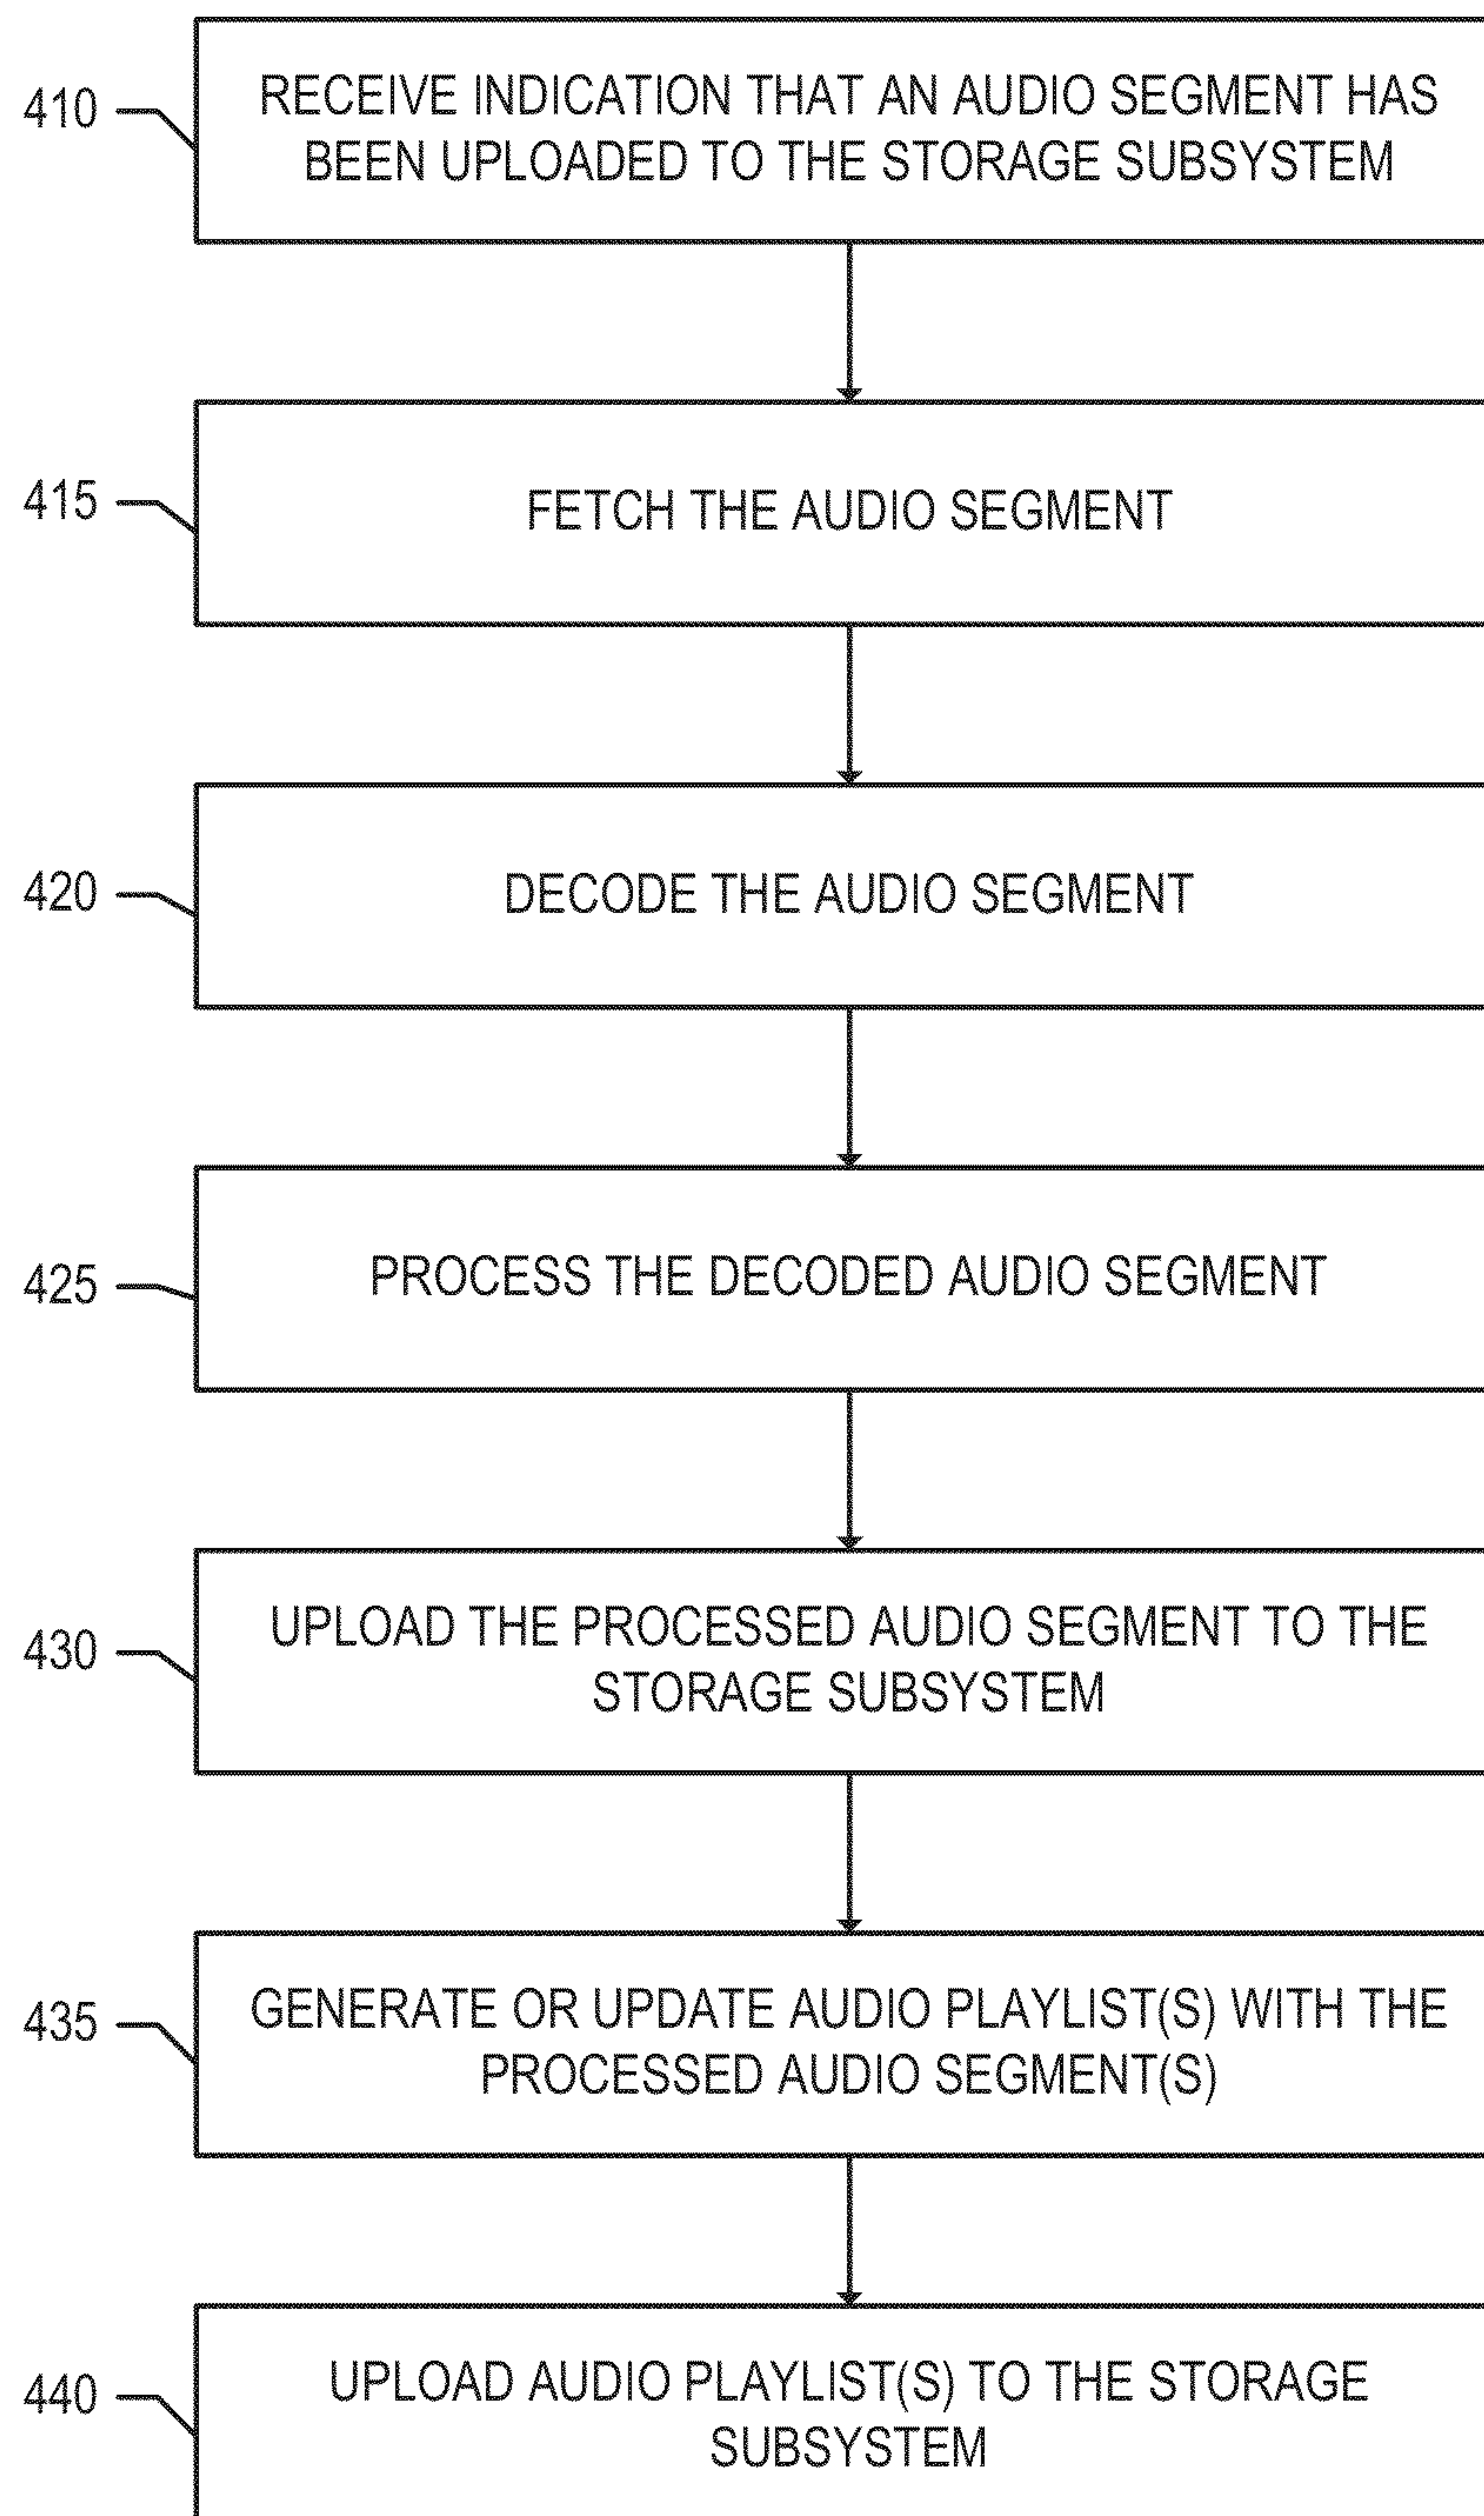 410
RECEIVE INDICATION THAT AN AUDIO SEGMENT HAS
BEEN UPLOADED TO THE STORAGE SUBSYSTEM
415
FETCH THE AUDIO SEGMENT
420
DECODE THE AUDIO SEGMENT
425
PROCESS THE DECODED AUDIO SEGMENT
430
UPLOAD THE PROCESSED AUDIO SEGMENT TO THE
STORAGE SUBSYSTEM
435
GENERATE OR UPDATE AUDIO PLAYLIST(S) WITH THE
PROCESSED AUDIO SEGMENT(S)
440
UPLOAD AUDIO PLAYLIST(S) TO THE STORAGE
SUBSYSTEM